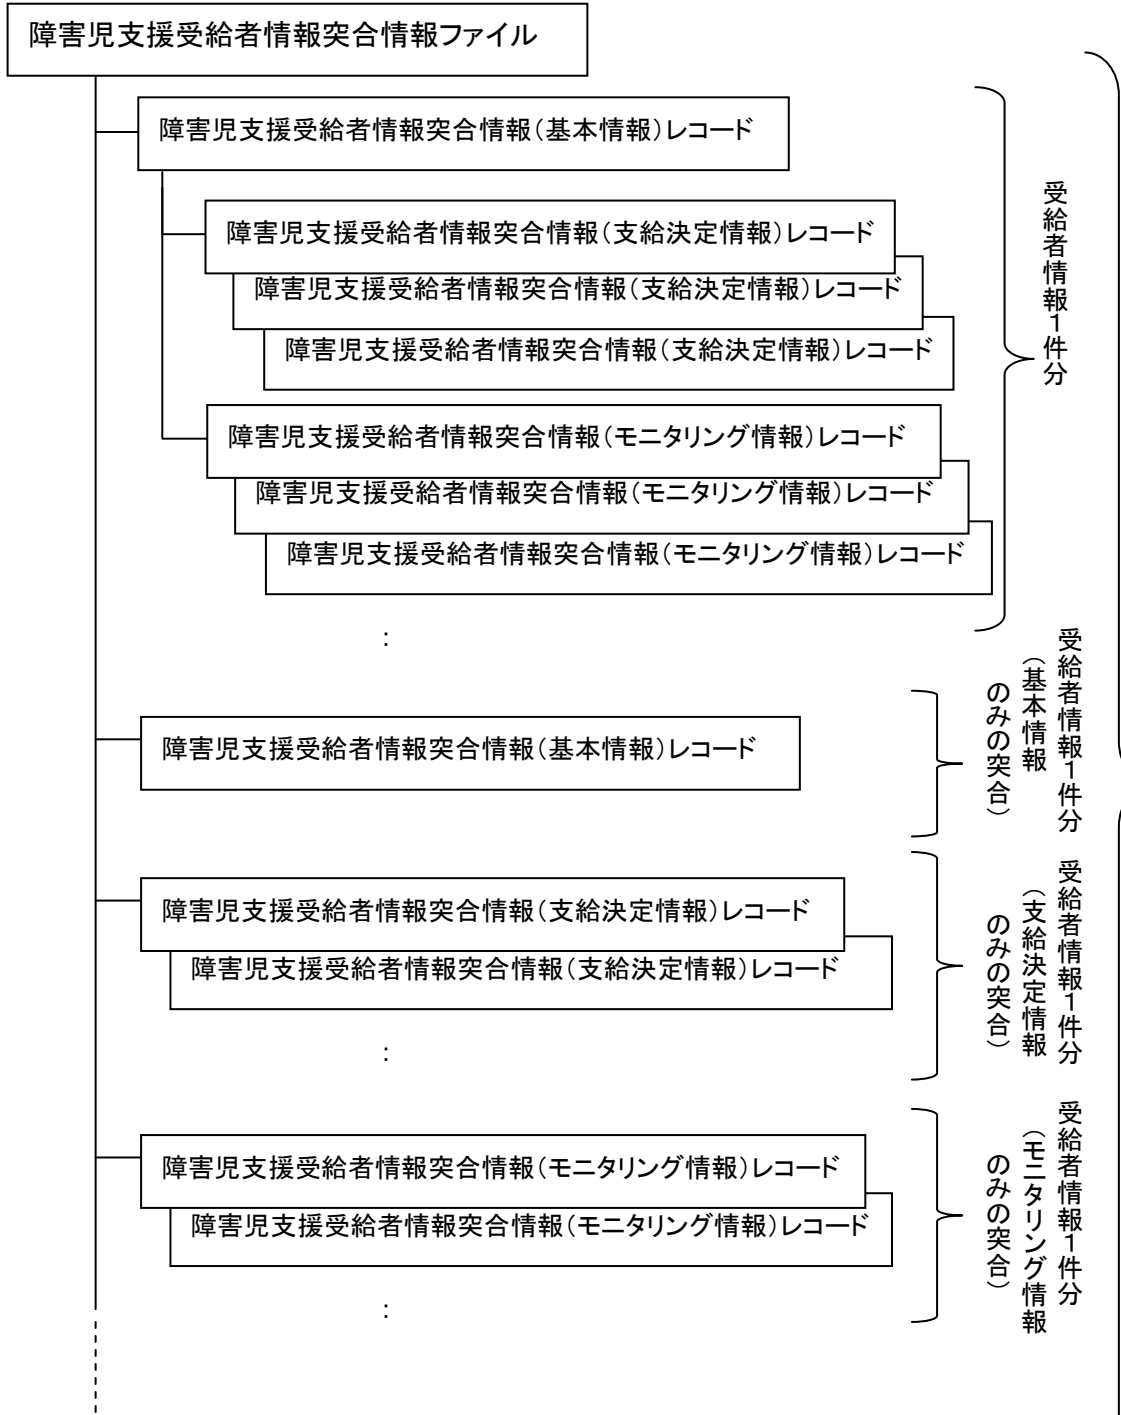 障害児支援受給者情報突合情報ファイル
障害児支援受給者情報突合情報(基本情報)レコード
障害児支援受給者情報突合情報(支給決定情報)レコード
障害児支援受給者情報突合情報(支給決定情報)レコード
障害児支援受給者情報突合情報(支給決定情報)レコード
障害児支援受給者情報突合情報(モニタリング情報)レコード
障害児支援受給者情報突合情報(モニタリング情報)レコード
障害児支援受給者情報突合情報(モニタリング情報)レコード
:
受給者情報1件分
障害児支援受給者情報突合情報(基本情報)レコード
受給者情報1件分
(基本情報
のみの突合)
障害児支援受給者情報突合情報(支給決定情報)レコード
障害児支援受給者情報突合情報(支給決定情報)レコード
:
受給者情報1件分
(支給決定情報
のみの突合)
障害児支援受給者情報突合情報(モニタリング情報)レコード
障害児支援受給者情報突合情報(モニタリング情報)レコード
:
受給者情報1件分
(モニタリング情報
のみの突合)